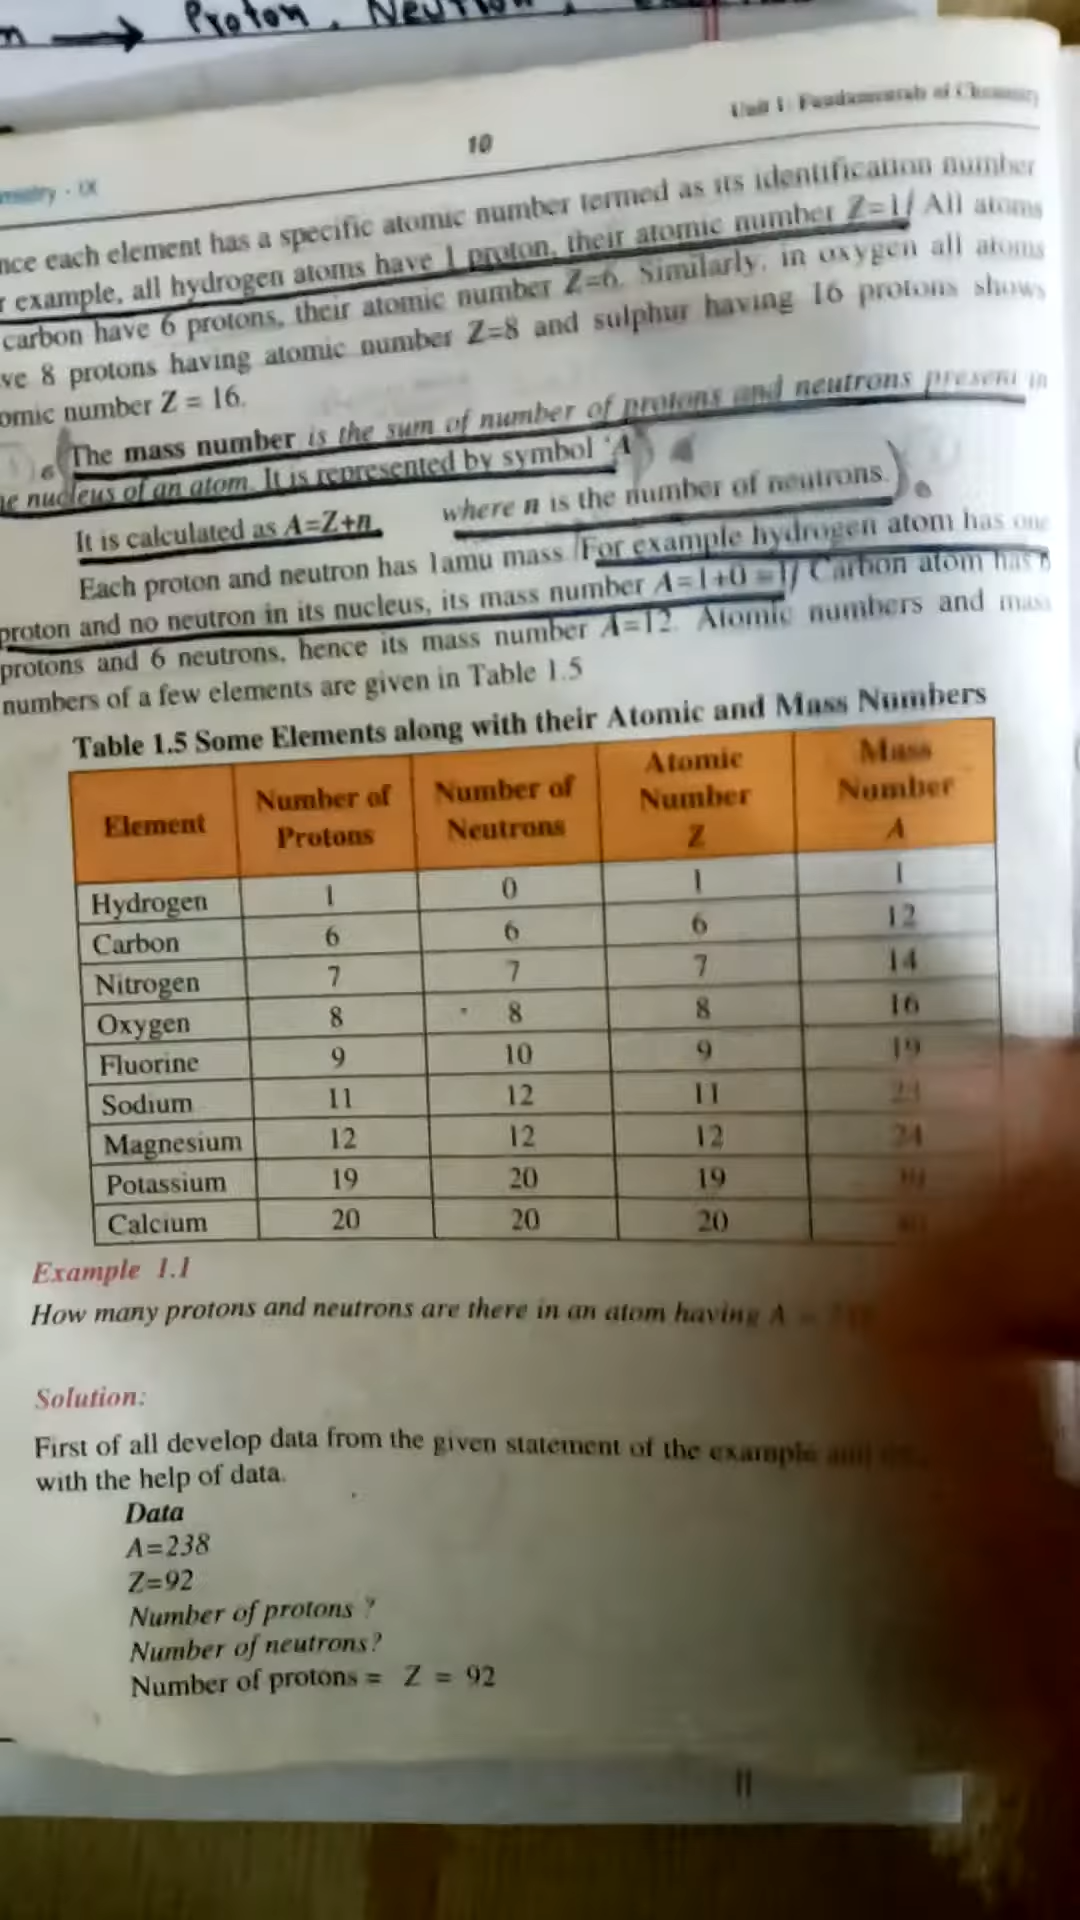 Proton, Neutron,
10
Unit 1: Fundamentals of Chemistry
mistry - IX
nce each element has a specific atomic number termed as its identification number
r example, all hydrogen atoms have 1 proton, their atomic number Z=1/ All atoms
carbon have 6 protons, their atomic number Z=6. Similarly, in oxygen all atoms
ve 8 protons having atomic number Z=8 and sulphur having 16 protons shows
omic number Z = 16.
The mass number is the sum of number of protons and neutrons present in
he nucleus of an atom. It is represented by symbol 'A'
It is calculated as A=Z+n where n is the number of neutrons.
Each proton and neutron has 1amu mass. For example hydrogen atom has one
proton and no neutron in its nucleus, its mass number A=1+0 =1/ Carbon atom has 6
protons and 6 neutrons, hence its mass number A=12. Atomic numbers and mass
numbers of a few elements are given in Table 1.5
Table 1.5 Some Elements along with their Atomic and Mass Numbers
Element Number of Protons Number of Neutrons Atomic Number Z Mass Number A
Hydrogen 1 0 1 1
Carbon 6 6 6 12
Nitrogen 7 7 7 14
Oxygen 8 8 8 16
Fluorine 9 10 9 19
Sodium 11 12 11 23
Magnesium 12 12 12 24
Potassium 19 20 19
Calcium 20 20 20
Example 1.1
How many protons and neutrons are there in an atom having A =
Solution:
First of all develop data from the given statement of the example and
with the help of data.
Data
A=238
Z=92
Number of protons ?
Number of neutrons?
Number of protons = Z = 92
11